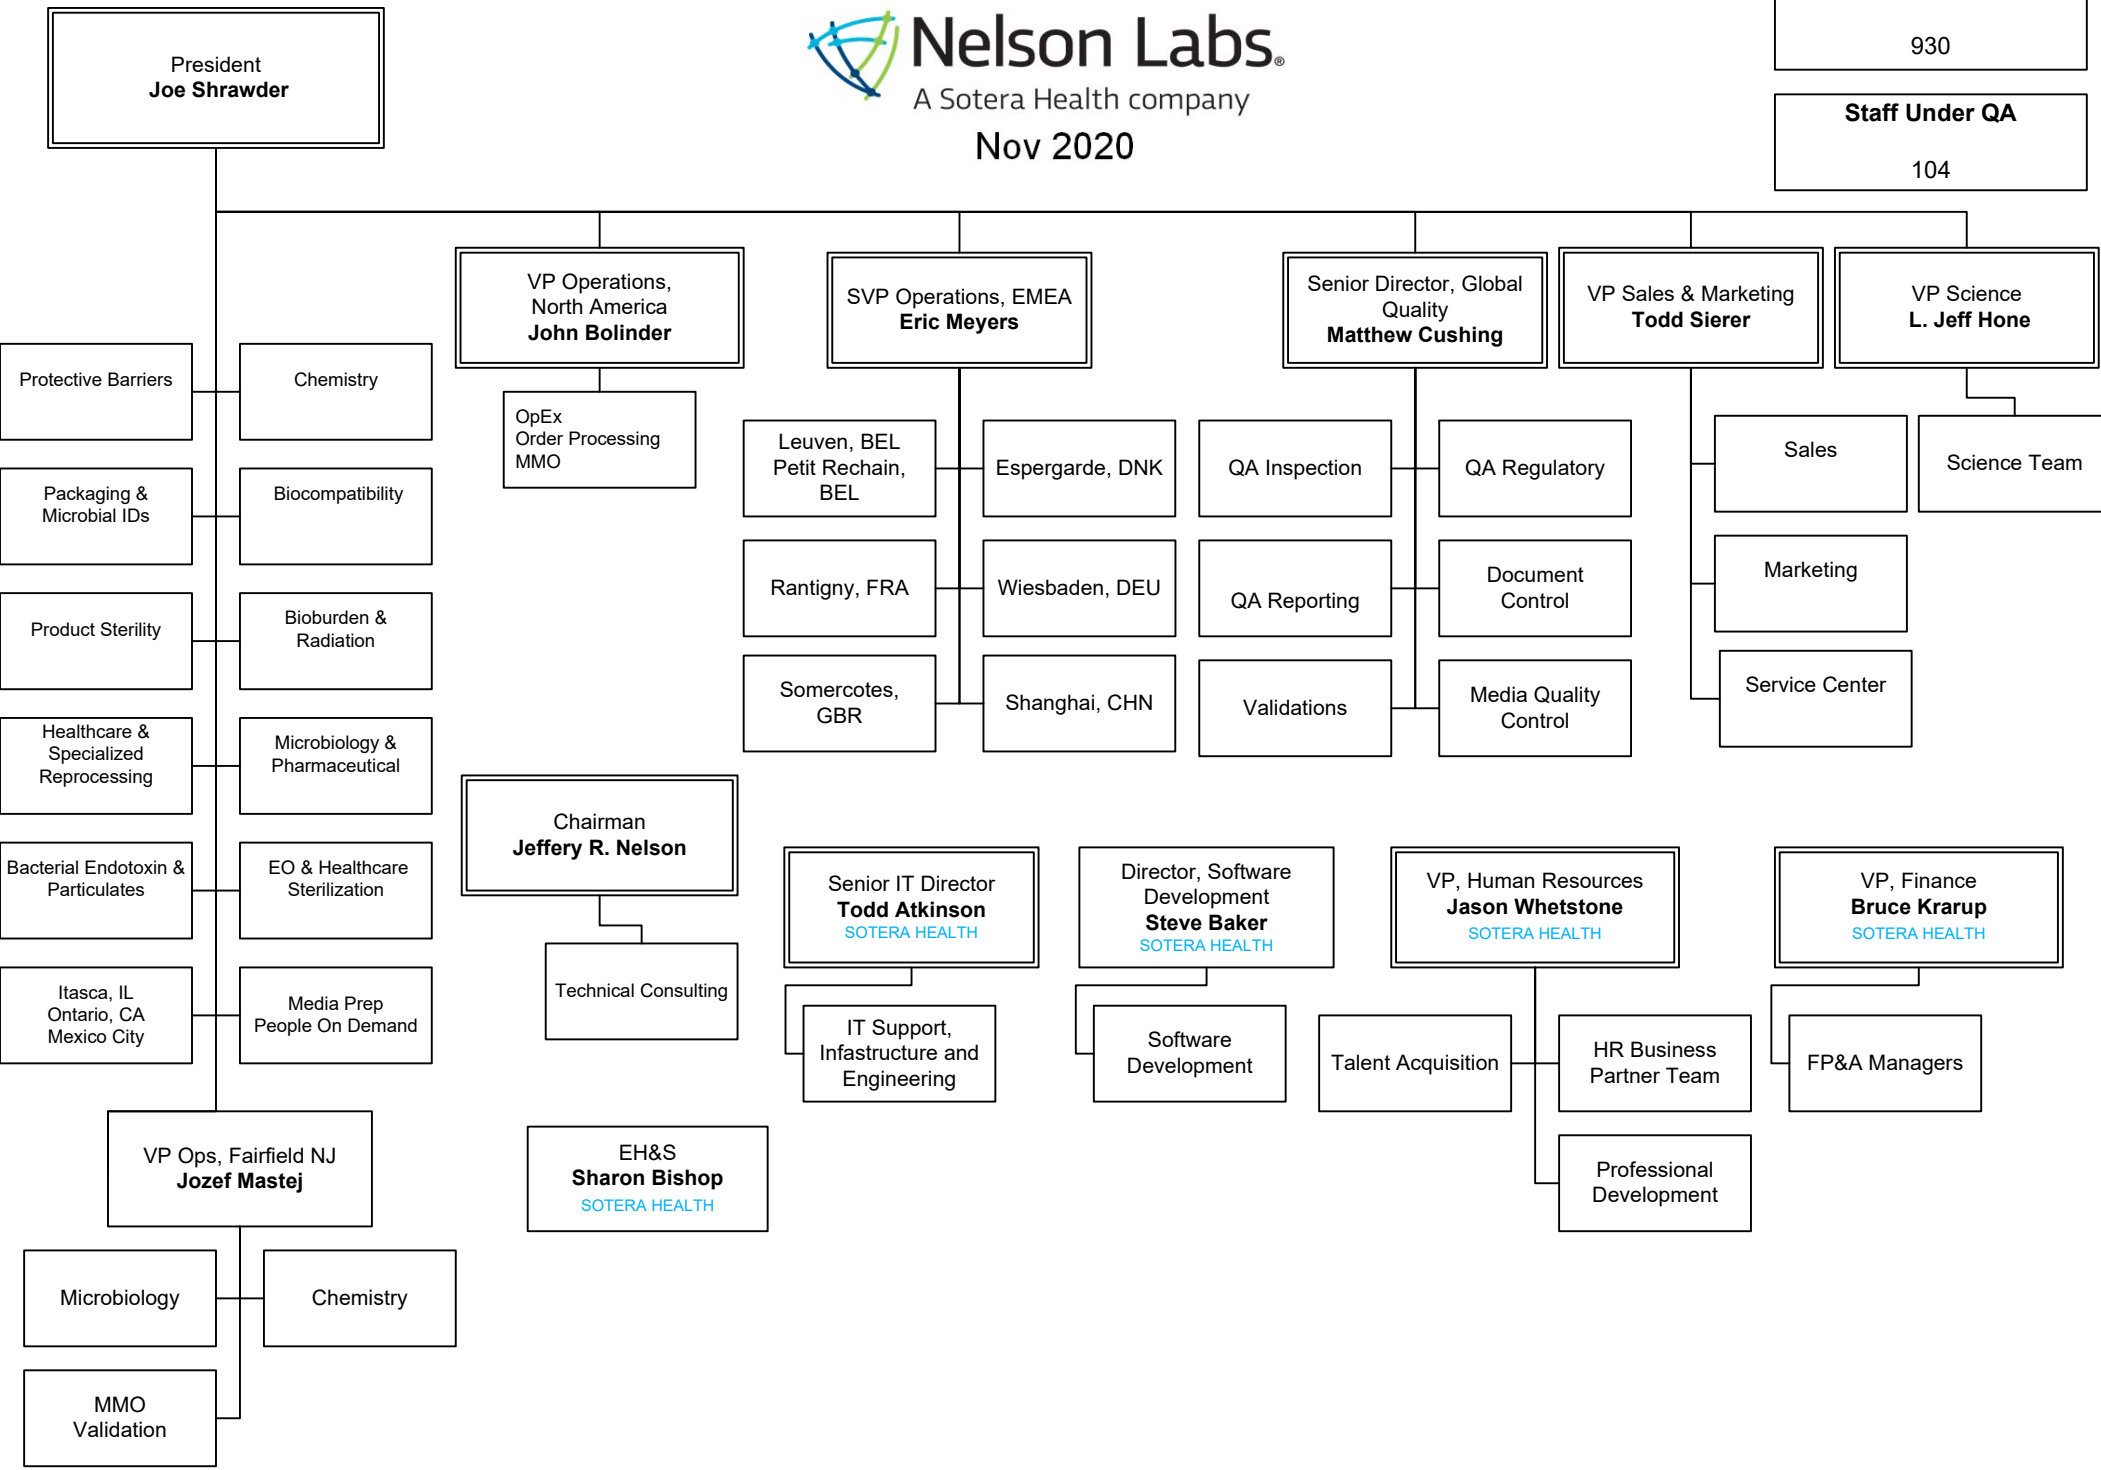 Nelson Labs®
A Sotera Health company
Nov 2020
930
Staff Under QA
104
President
Joe Shrawder
VP Operations,
North America
John Bolinder
SVP Operations, EMEA
Eric Meyers
Senior Director, Global
Quality
Matthew Cushing
VP Sales & Marketing
Todd Sierer
VP Science
L. Jeff Hone
Protective Barriers
Chemistry
Packaging &
Microbial IDs
Biocompatibility
Product Sterility
Bioburden &
Radiation
Healthcare &
Specialized
Reprocessing
Microbiology &
Pharmaceutical
Bacterial Endotoxin &
Particulates
EO & Healthcare
Sterilization
Itasca, IL
Ontario, CA
Mexico City
Media Prep
People On Demand
OpEx
Order Processing
MMO
Leuven, BEL
Petit Rechain,
BEL
Espergarde, DNK
Rantigny, FRA
Wiesbaden, DEU
Somercotes,
GBR
Shanghai, CHN
QA Inspection
QA Regulatory
QA Reporting
Document
Control
Validations
Media Quality
Control
Sales
Marketing
Service Center
Science Team
Chairman
Jeffery R. Nelson
Technical Consulting
Senior IT Director
Todd Atkinson
SOTERA HEALTH
IT Support,
Infastructure and
Engineering
Director, Software
Development
Steve Baker
SOTERA HEALTH
Software
Development
VP, Human Resources
Jason Whetstone
SOTERA HEALTH
Talent Acquisition
HR Business
Partner Team
Professional
Development
VP, Finance
Bruce Krarup
SOTERA HEALTH
FP&A Managers
EH&S
Sharon Bishop
SOTERA HEALTH
VP Ops, Fairfield NJ
Jozef Mastej
Microbiology
Chemistry
MMO
Validation